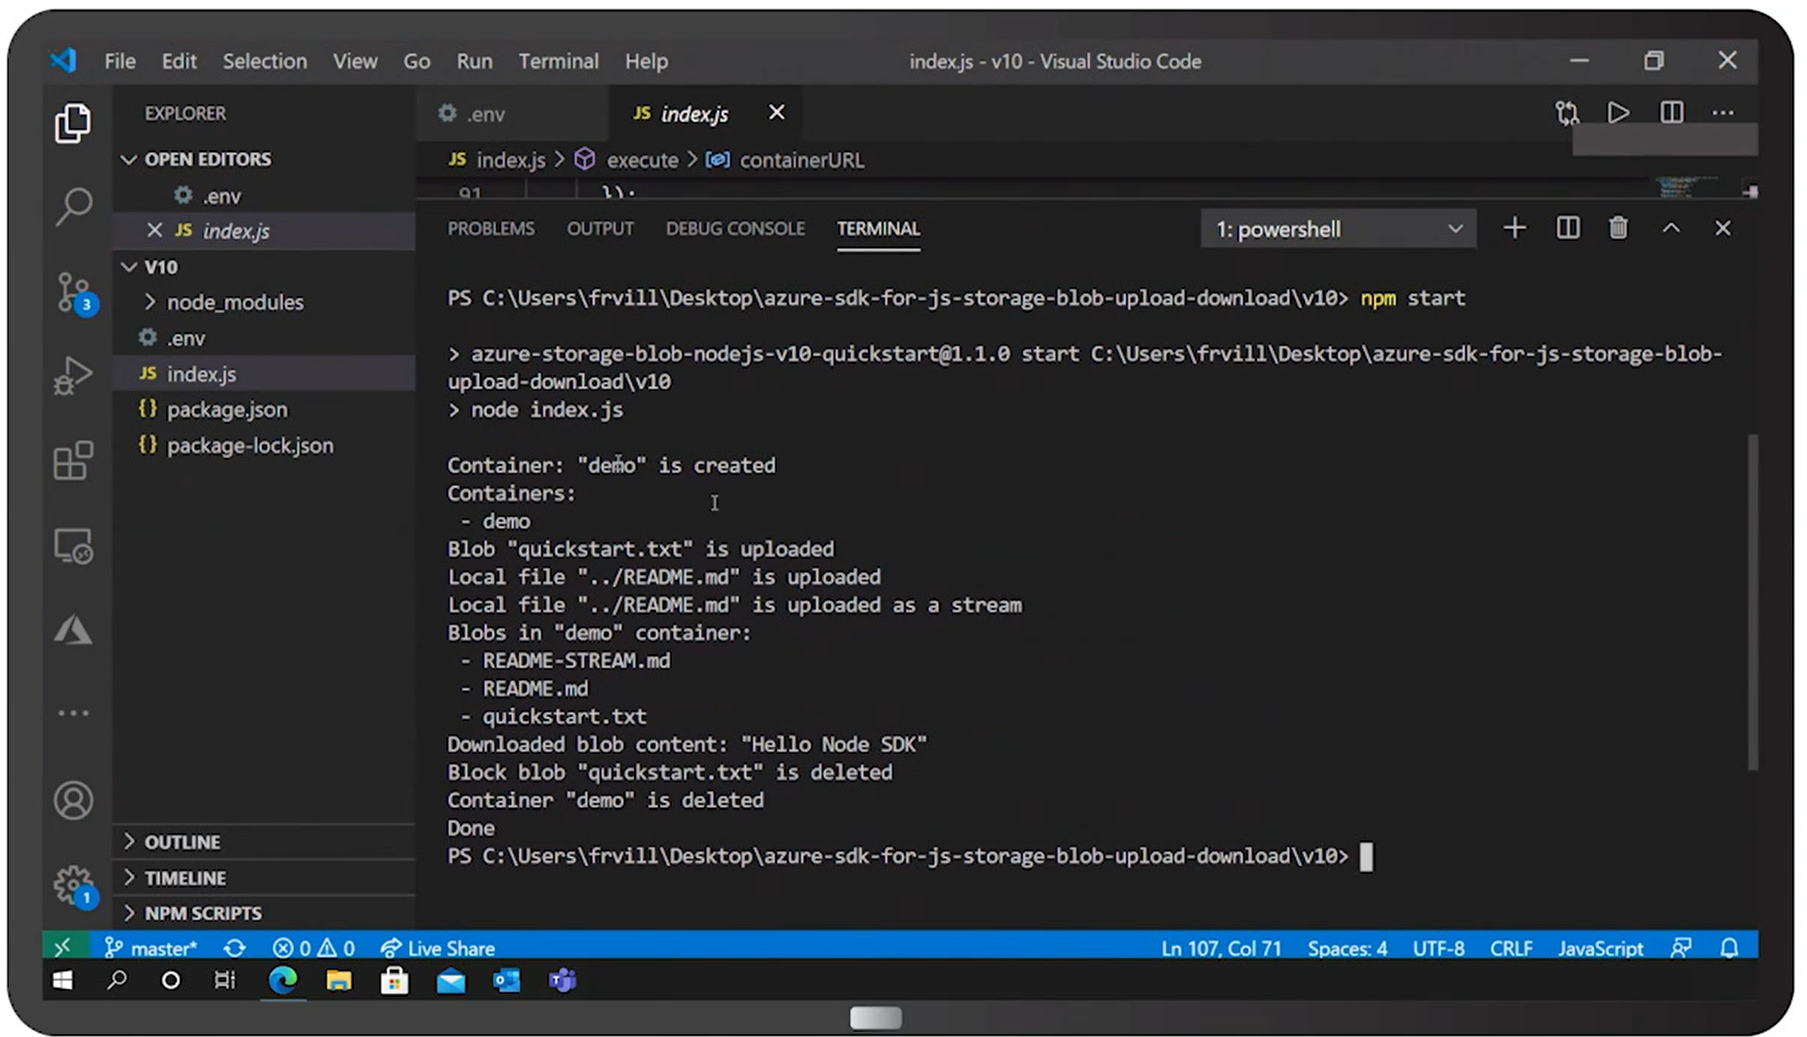 File Edit Selection View Go Run Terminal Help
index.js - v10 - Visual Studio Code
EXPLORER
OPEN EDITORS
.env
JS index.js
V10
node_modules
.env
JS index.js
{} package.json
{} package-lock.json
OUTLINE
TIMELINE
NPM SCRIPTS
3
1
.env
JS index.js
JS index.js > execute > containerURL
91 });
PROBLEMS OUTPUT DEBUG CONSOLE TERMINAL
1: powershell
PS C:\Users\frvill\Desktop\azure-sdk-for-js-storage-blob-upload-download\v10> npm start
> azure-storage-blob-nodejs-v10-quickstart@1.1.0 start C:\Users\frvill\Desktop\azure-sdk-for-js-storage-blob-
upload-download\v10
> node index.js
Container: "demo" is created
Containers:
- demo
Blob "quickstart.txt" is uploaded
Local file "../README.md" is uploaded
Local file "../README.md" is uploaded as a stream
Blobs in "demo" container:
- README-STREAM.md
- README.md
- quickstart.txt
Downloaded blob content: "Hello Node SDK"
Block blob "quickstart.txt" is deleted
Container "demo" is deleted
Done
PS C:\Users\frvill\Desktop\azure-sdk-for-js-storage-blob-upload-download\v10>
master* 0 0 Live Share
Ln 107, Col 71 Spaces: 4 UTF-8 CRLF JavaScript